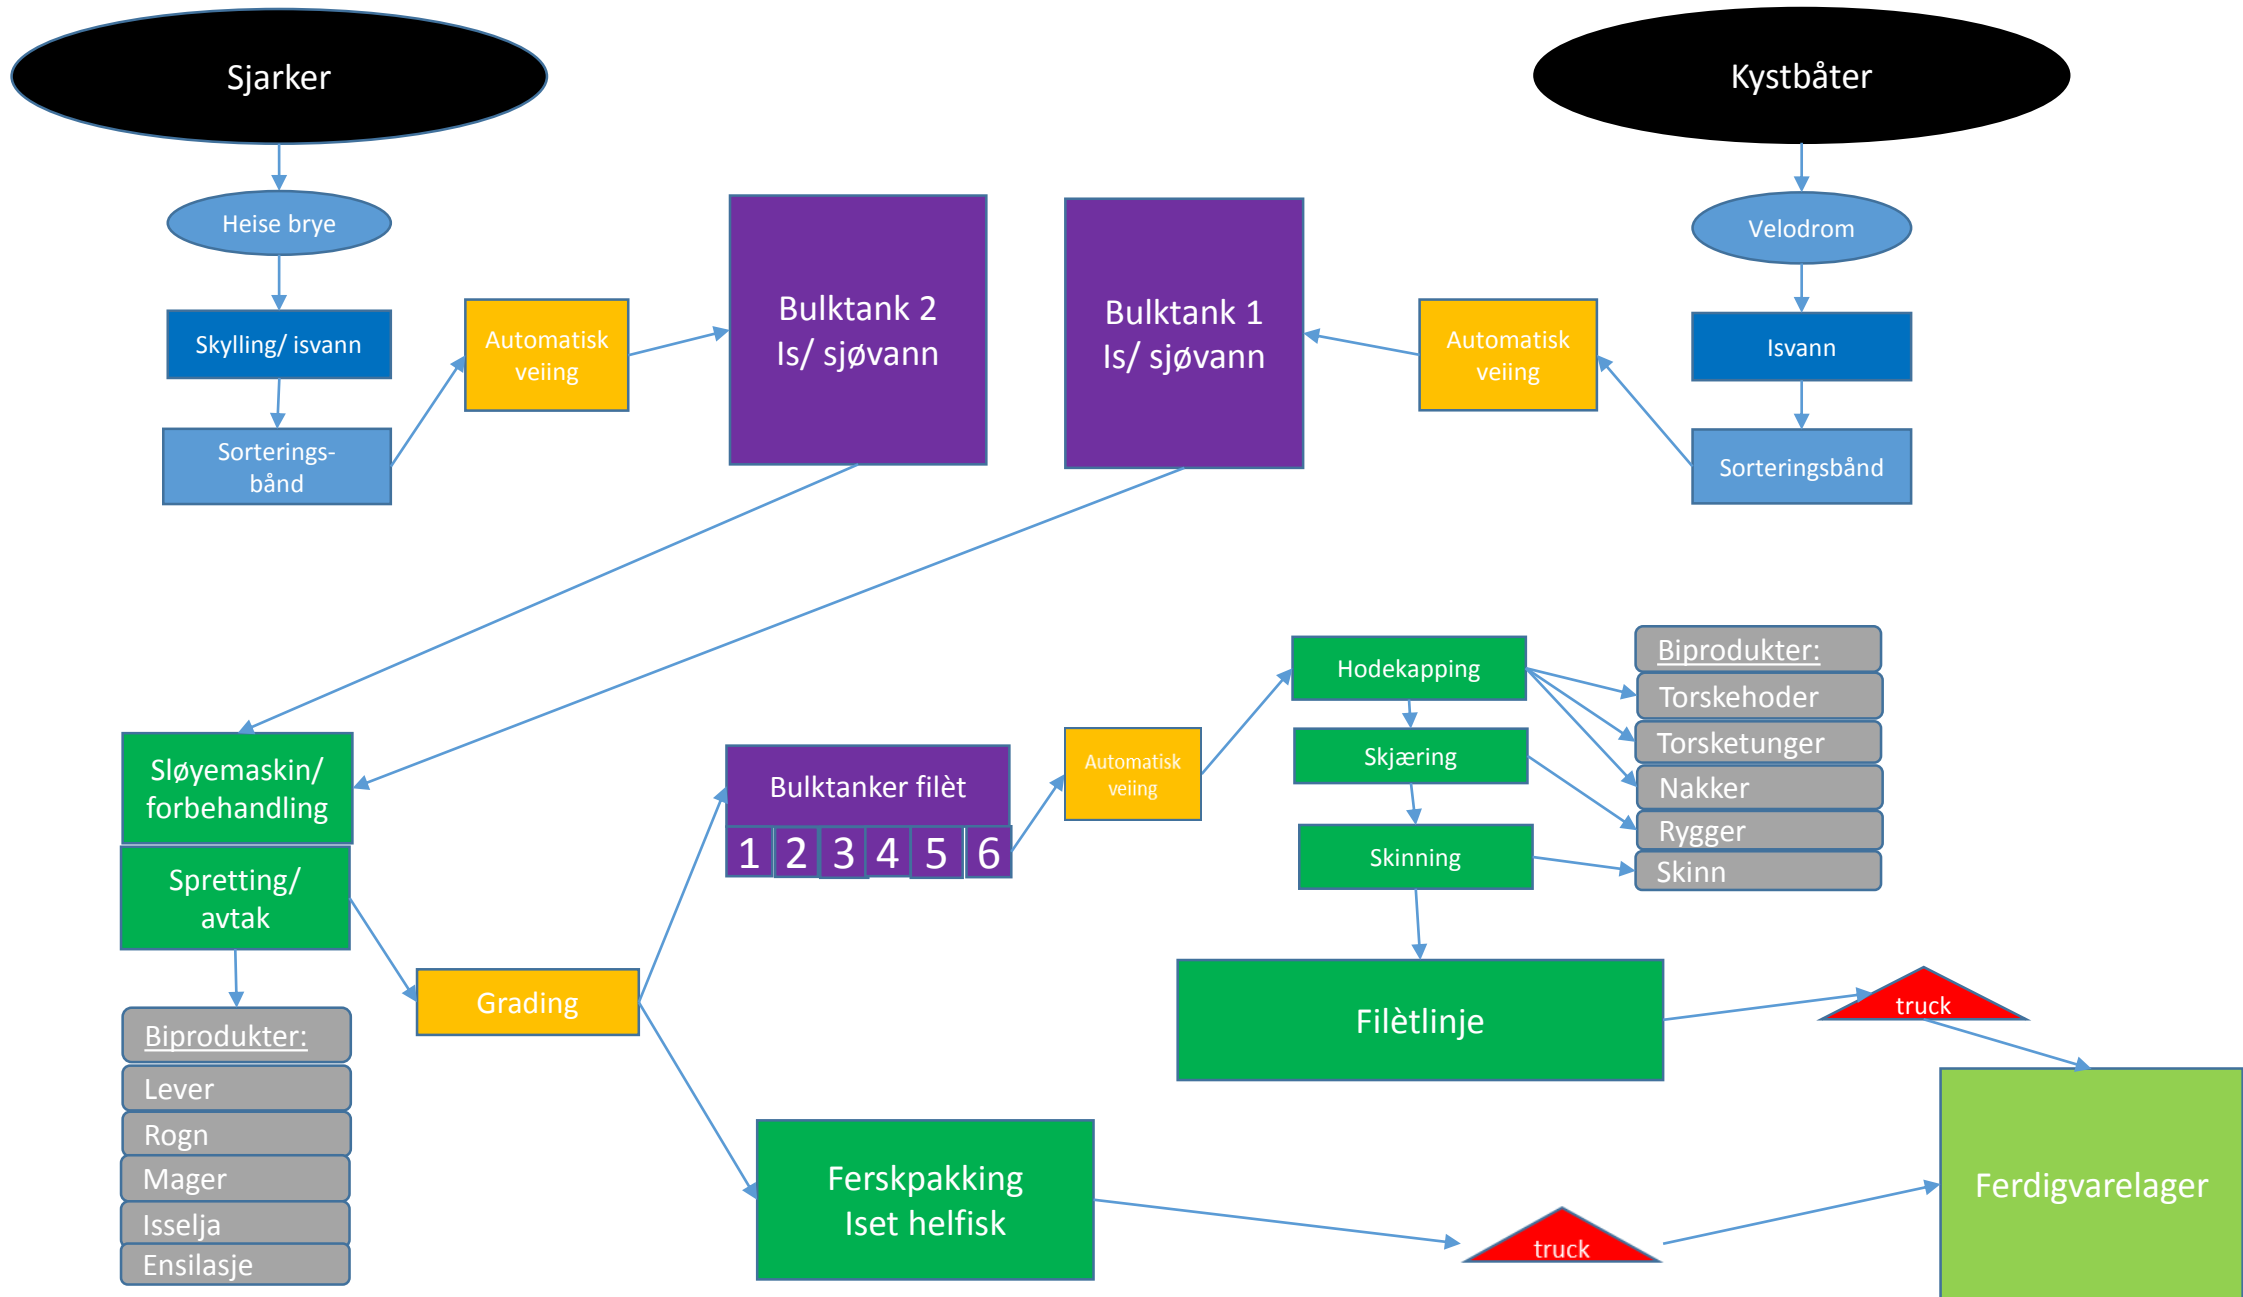 Sjarker
Kystbåter
Heise brye
Velodrom
Skylling/ isvann
Isvann
Sorterings-
bånd
Sorteringsbånd
Automatisk
veiing
Automatisk
veiing
Bulktank 2
Is/ sjøvann
Bulktank 1
Is/ sjøvann
Sløyemaskin/
forbehandling
Spretting/
avtak
Biprodukter:
Lever
Rogn
Mager
Isselja
Ensilasje
Grading
Bulktanker filèt
1 2 3 4 5 6
Automatisk
veiing
Hodekapping
Skjæring
Skinning
Biprodukter:
Torskehoder
Torsketunger
Nakker
Rygger
Skinn
Filètlinje
truck
Ferskpakking
Iset helfisk
truck
Ferdigvarelager